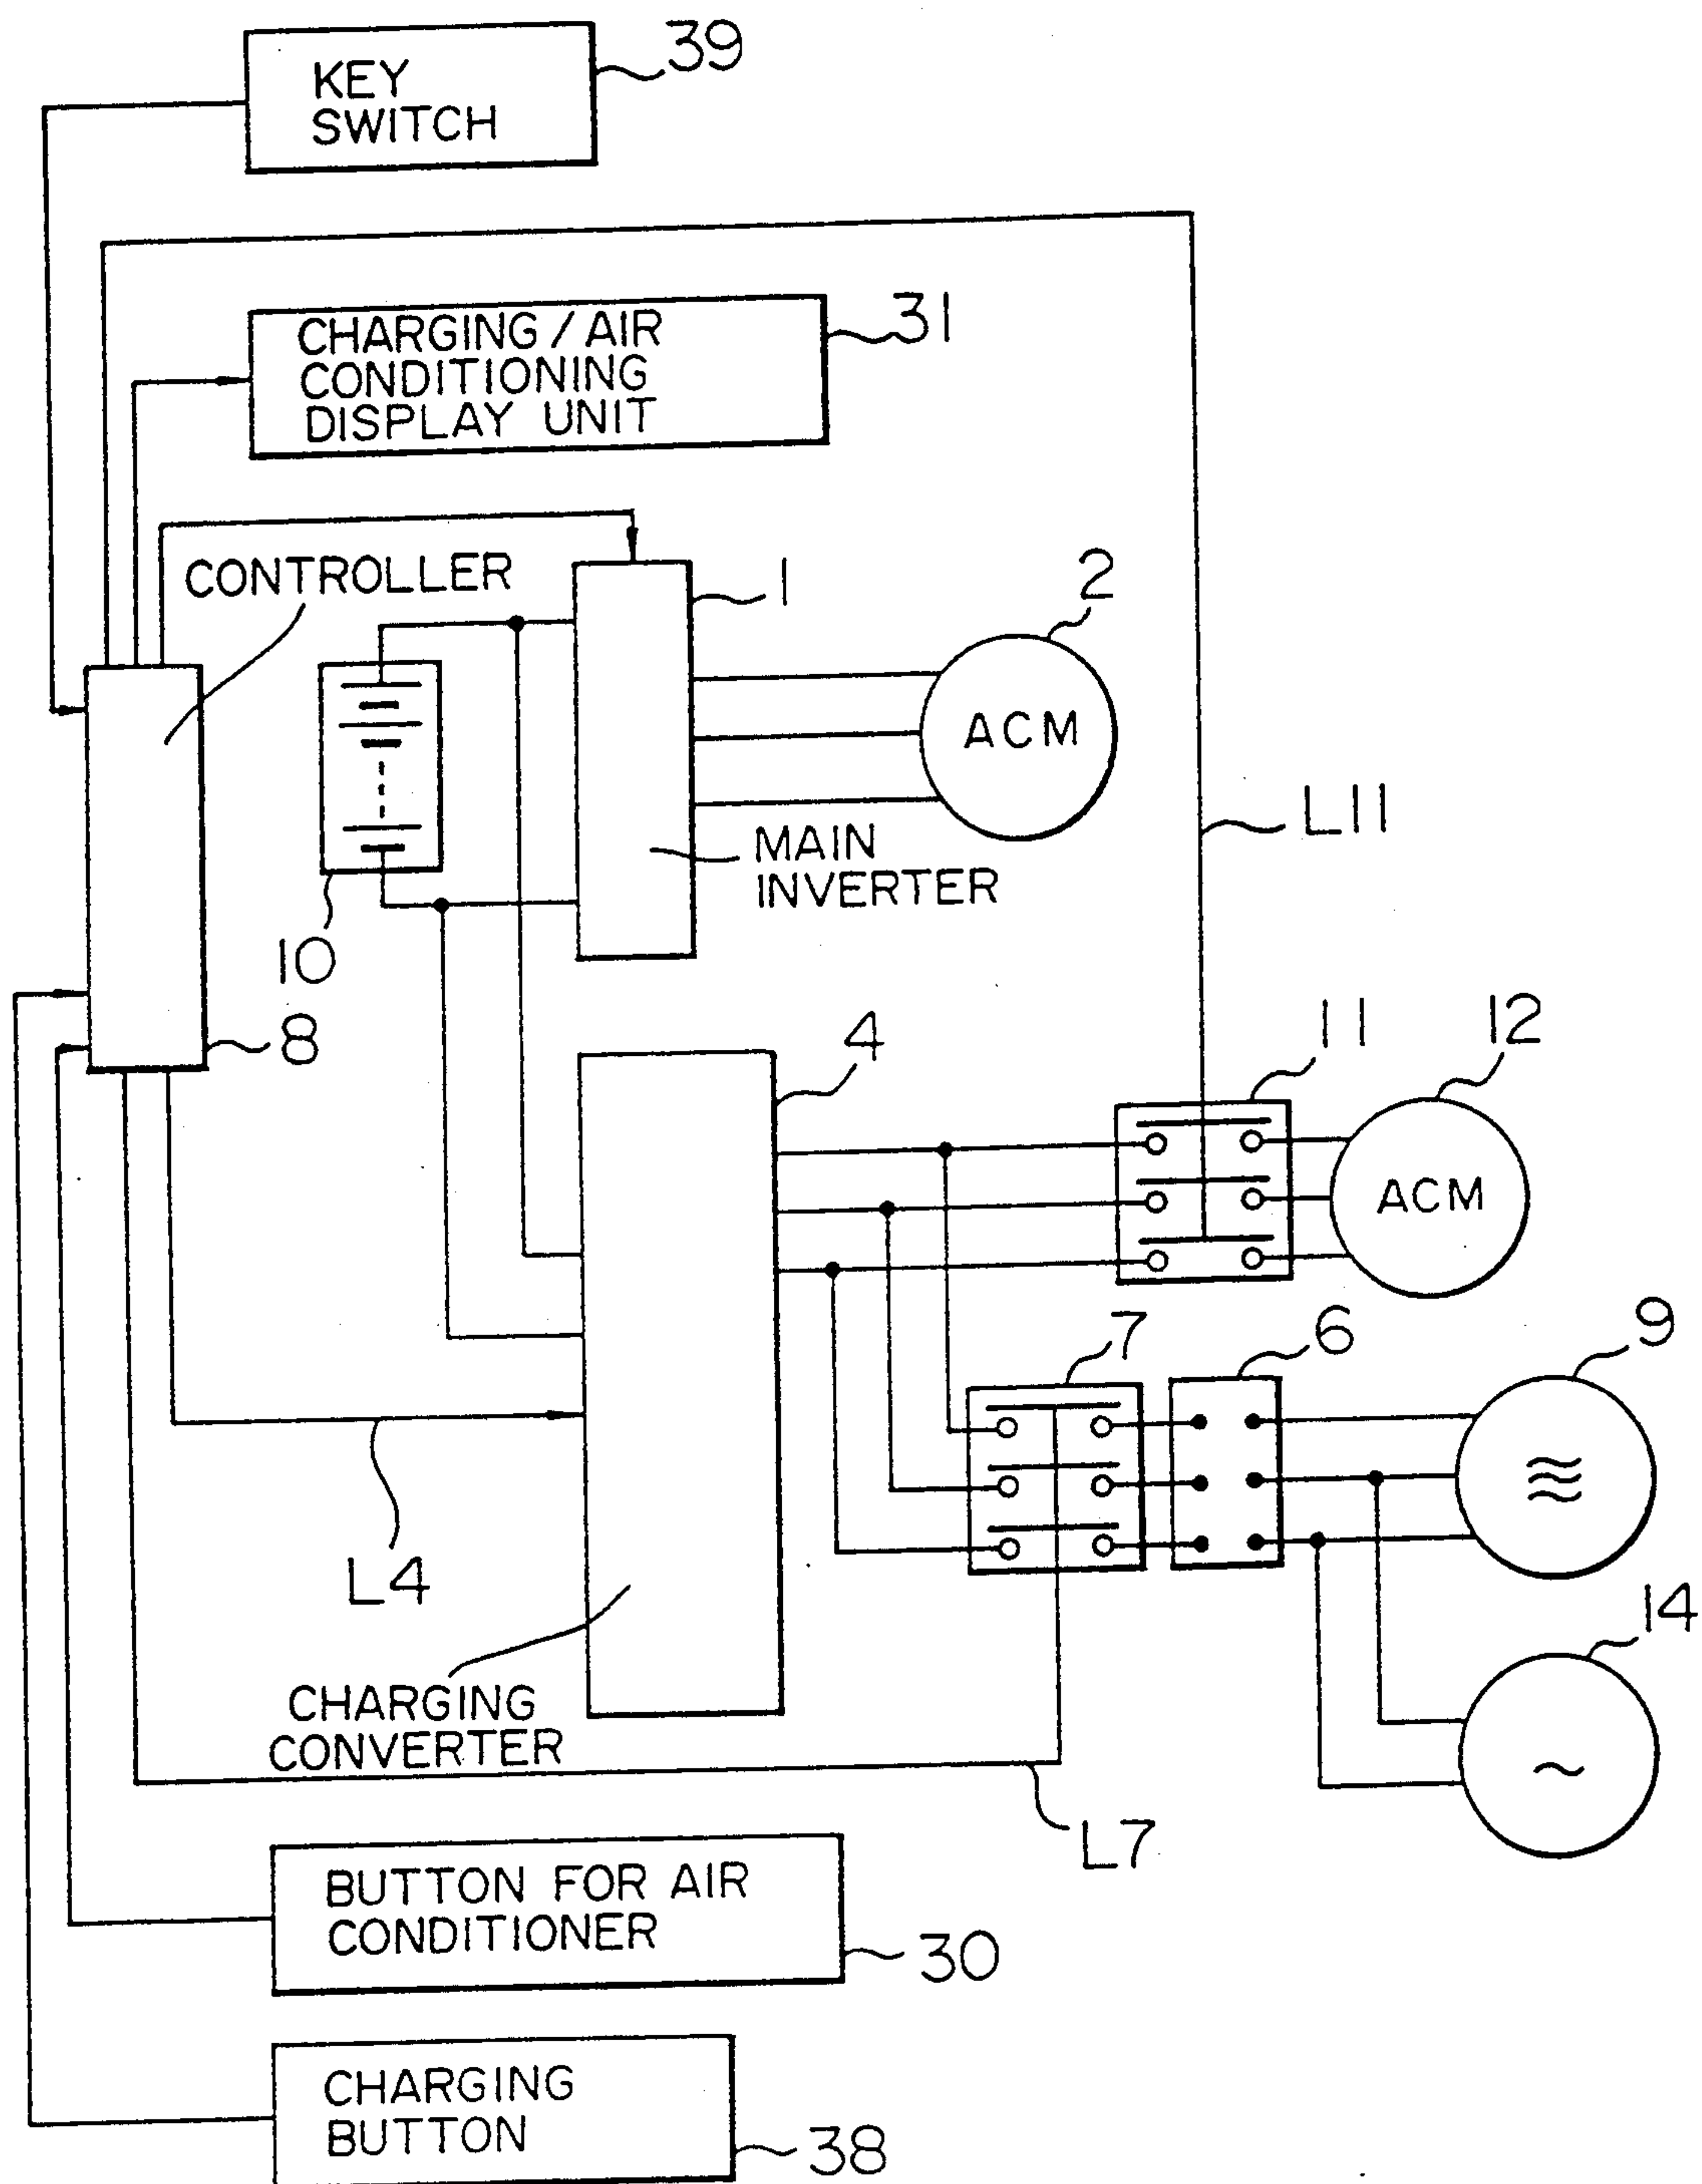 39
KEY
SWITCH
31
CHARGING / AIR
CONDITIONING
DISPLAY UNIT
CONTROLLER
1
2
ACM
L11
MAIN
INVERTER
10
8
4
11
12
ACM
7
6
9
L4
14
CHARGING
CONVERTER
L7
BUTTON FOR AIR
CONDITIONER
30
CHARGING
BUTTON
38